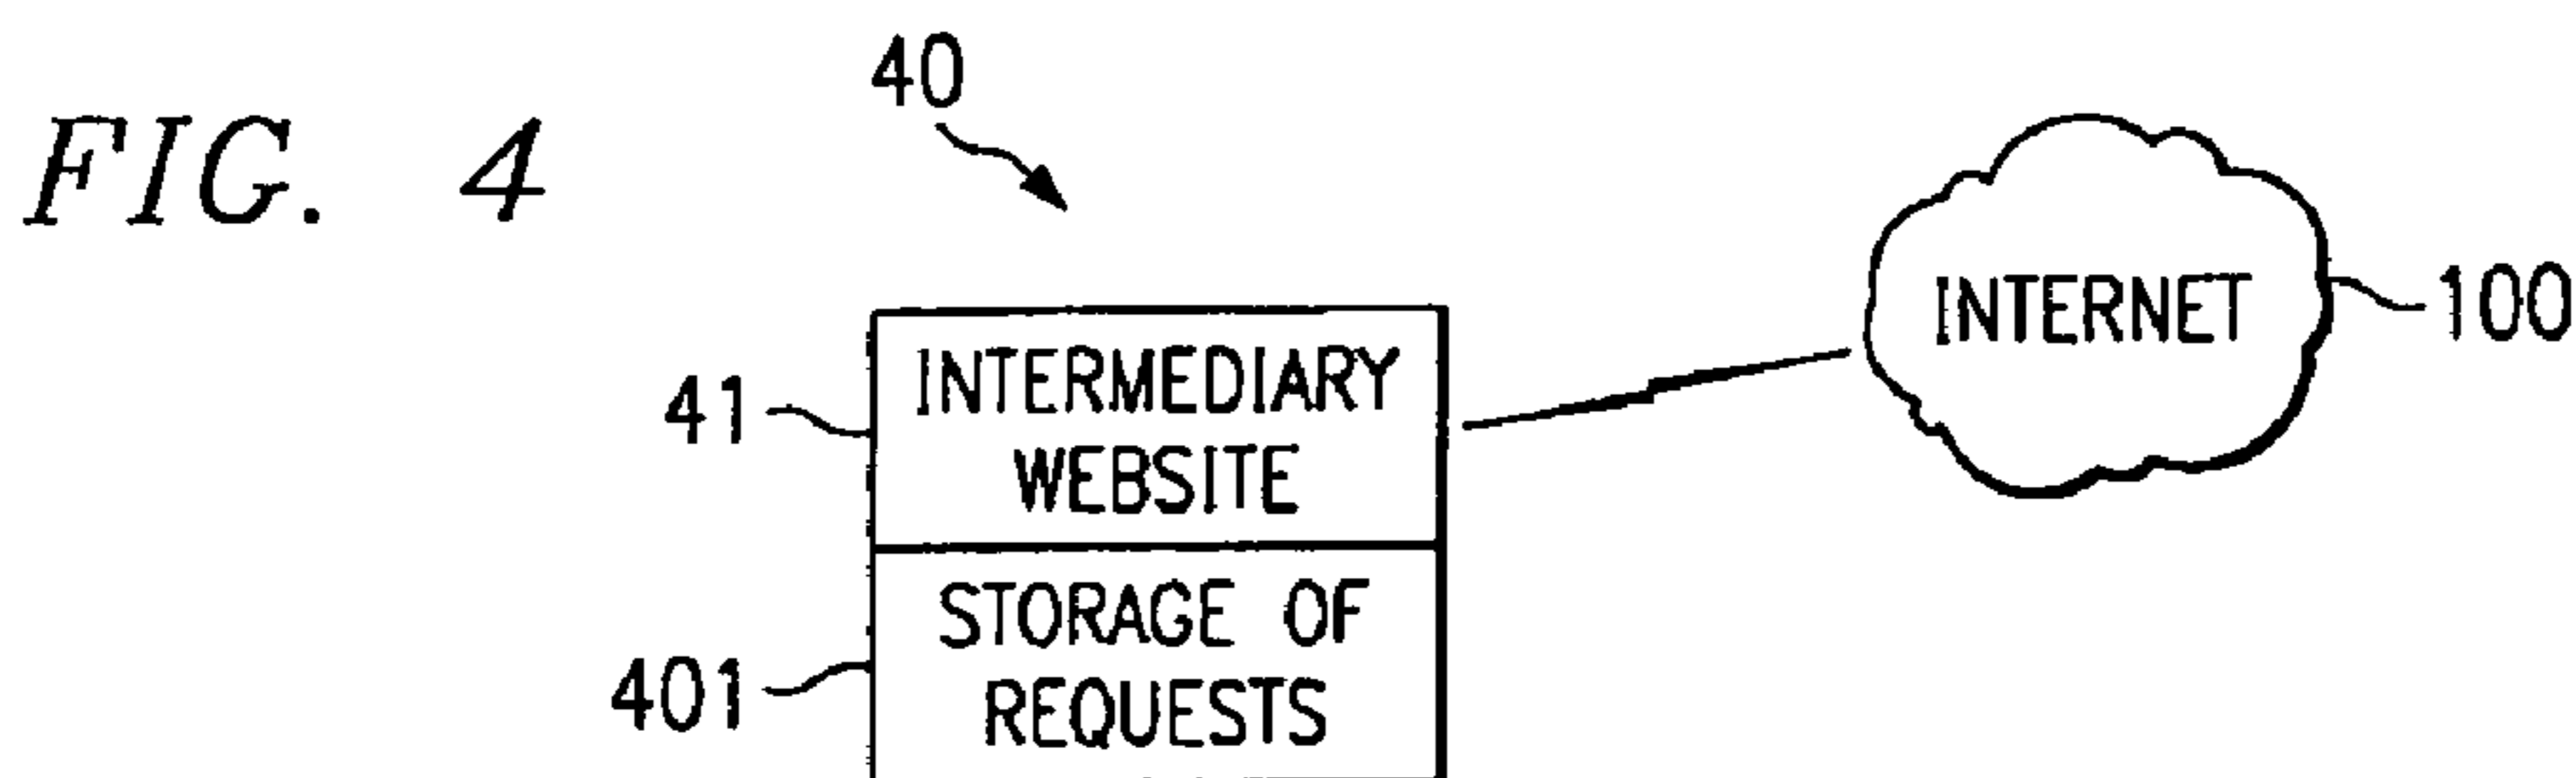 FIG. 4
40
INTERNET
100
41
INTERMEDIARY
WEBSITE
401
STORAGE OF
REQUESTS